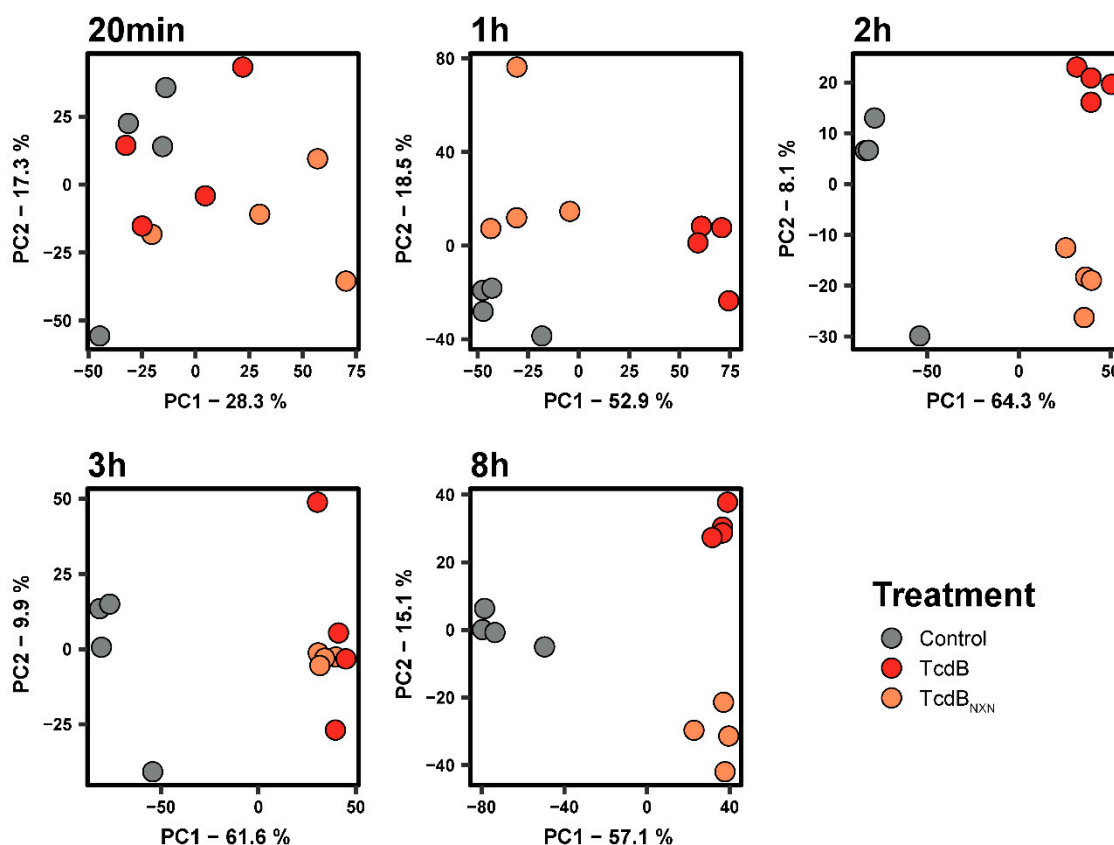 20min
1h
2h
25
0
−25
−50
PC2 − 17.3 %
−50
−25
0
25
50
75
PC1 − 28.3 %
80
40
0
−40
PC2 − 18.5 %
−50
−25
0
25
50
75
PC1 − 52.9 %
20
10
0
−10
−20
−30
PC2 − 8.1 %
−50
0
50
PC1 − 64.3 %
3h
8h
50
25
0
−25
PC2 − 9.9 %
−50
0
50
PC1 − 61.6 %
40
20
0
−20
−40
PC2 − 15.1 %
−80
−40
0
40
PC1 − 57.1 %
Treatment
Control
TcdB
TcdB_NXN